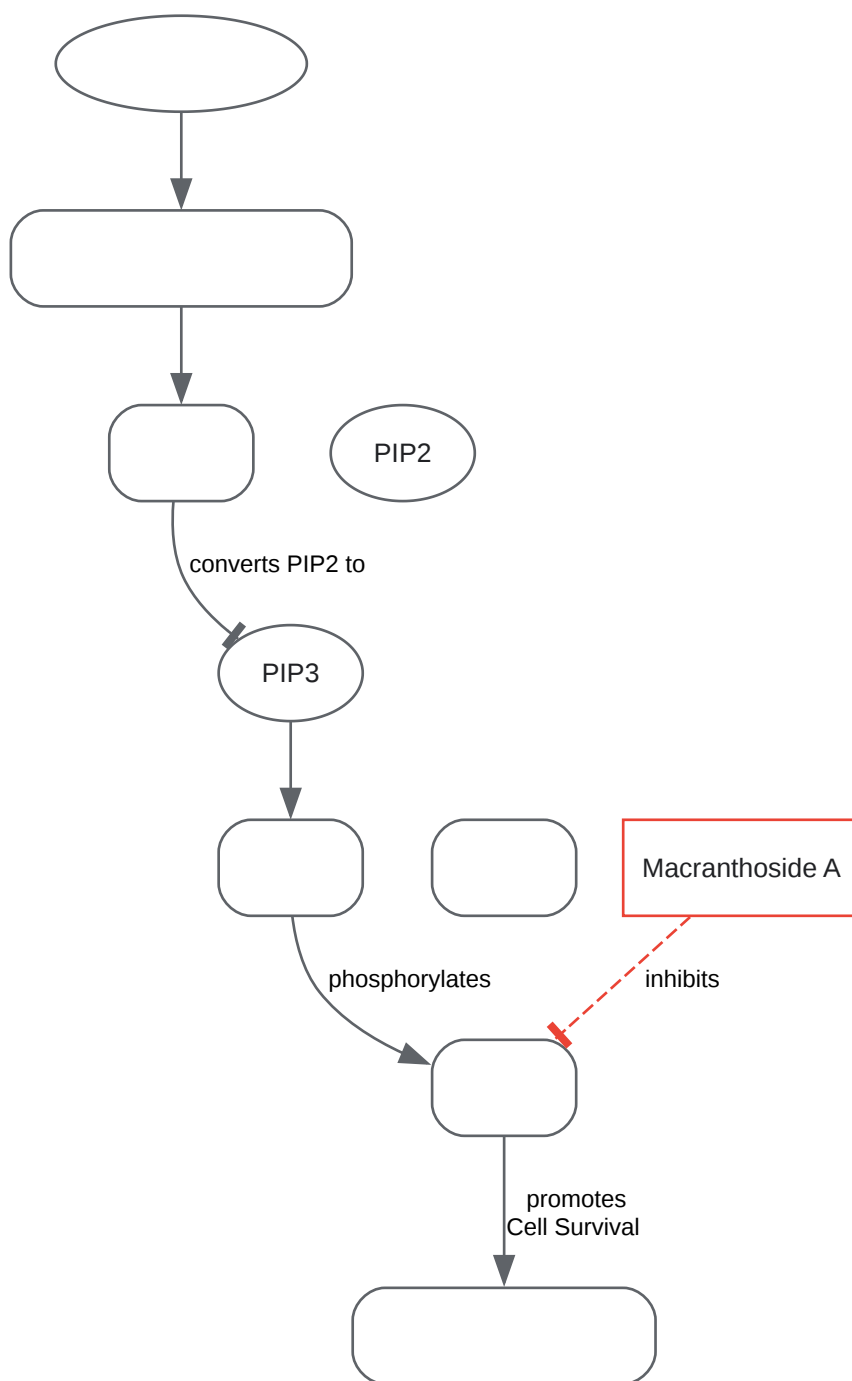 PIP2
converts PIP2 to
PIP3
Macranthoside A
phosphorylates
inhibits
promotes
Cell Survival